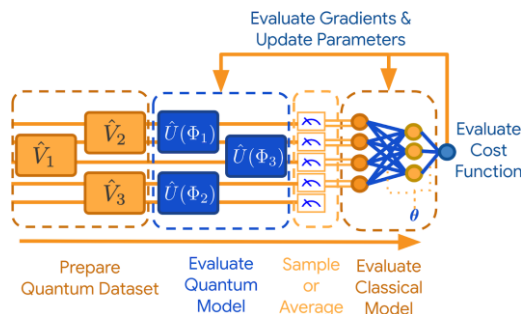 Evaluate Gradients &
Update Parameters
V̂₁
V̂₂
V̂₃
Û(Φ₁)
Û(Φ₂)
Û(Φ₃)
Evaluate
Cost
Function
θ
Prepare
Quantum Dataset
Evaluate
Quantum
Model
Sample
or
Average
Evaluate
Classical
Model